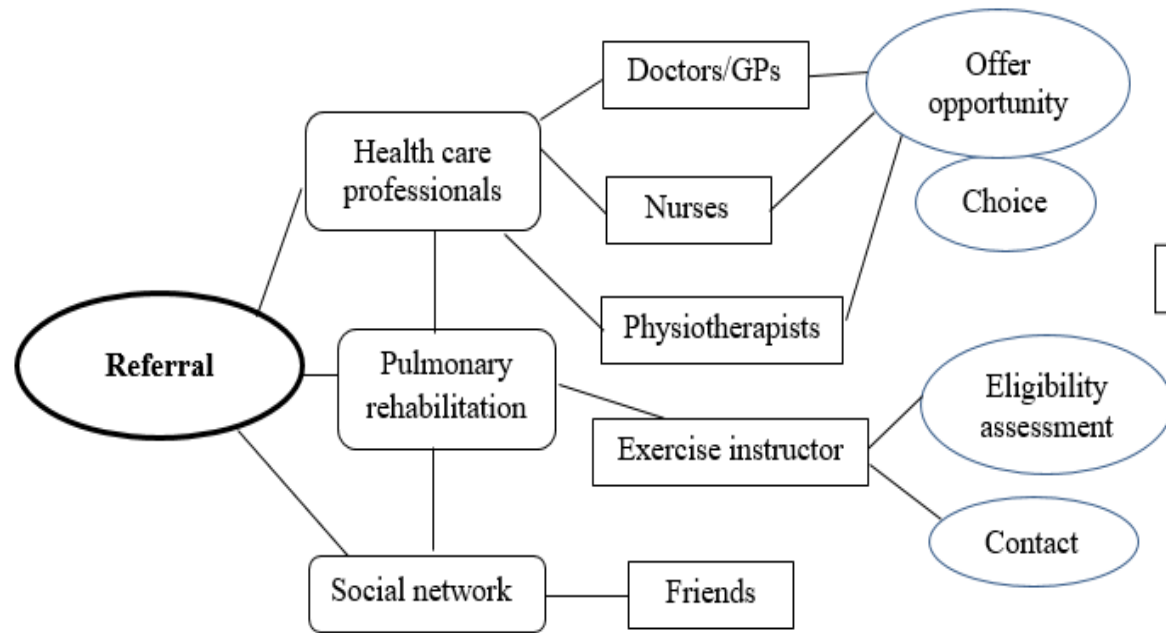 Doctors/GPs
Offer
opportunity
Health care
professionals
Nurses
Choice
Physiotherapists
Referral
Pulmonary
rehabilitation
Eligibility
assessment
Exercise instructor
Contact
Social network
Friends